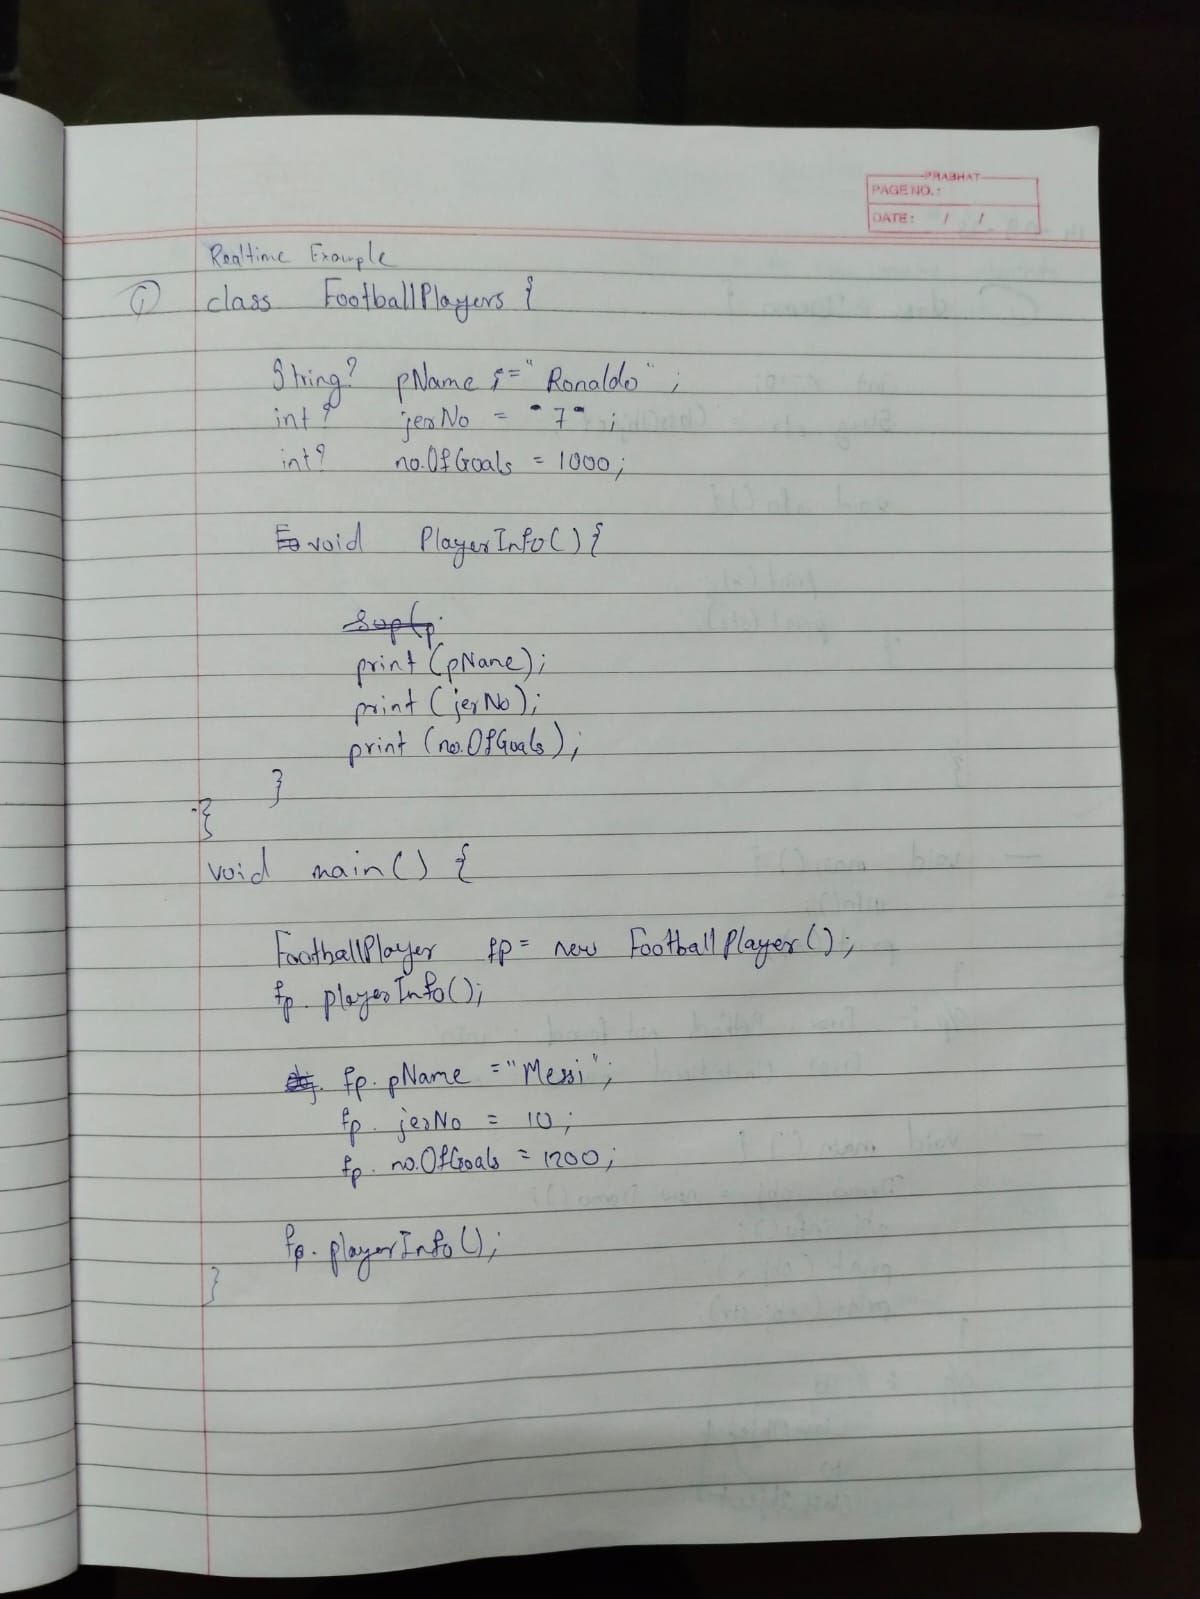 PRABHAT
PAGE NO.:
DATE: / /
Realtime Example
① class FootballPlayers {
String? pName ;= "Ronaldo" ;
int? jerNo = "7" ;
int? no.OfGoals = 1000;
void PlayerInfo() {
sop(p.
print (pName);
print (jerNo);
print (no.OfGoals);
}
}
void main() {
FootballPlayer fp = new FootballPlayer();
fp. playerInfo();
fp. pName = "Messi";
fp. jerNo = 10;
fp. no.OfGoals = 1200;
fp. playerInfo();
}